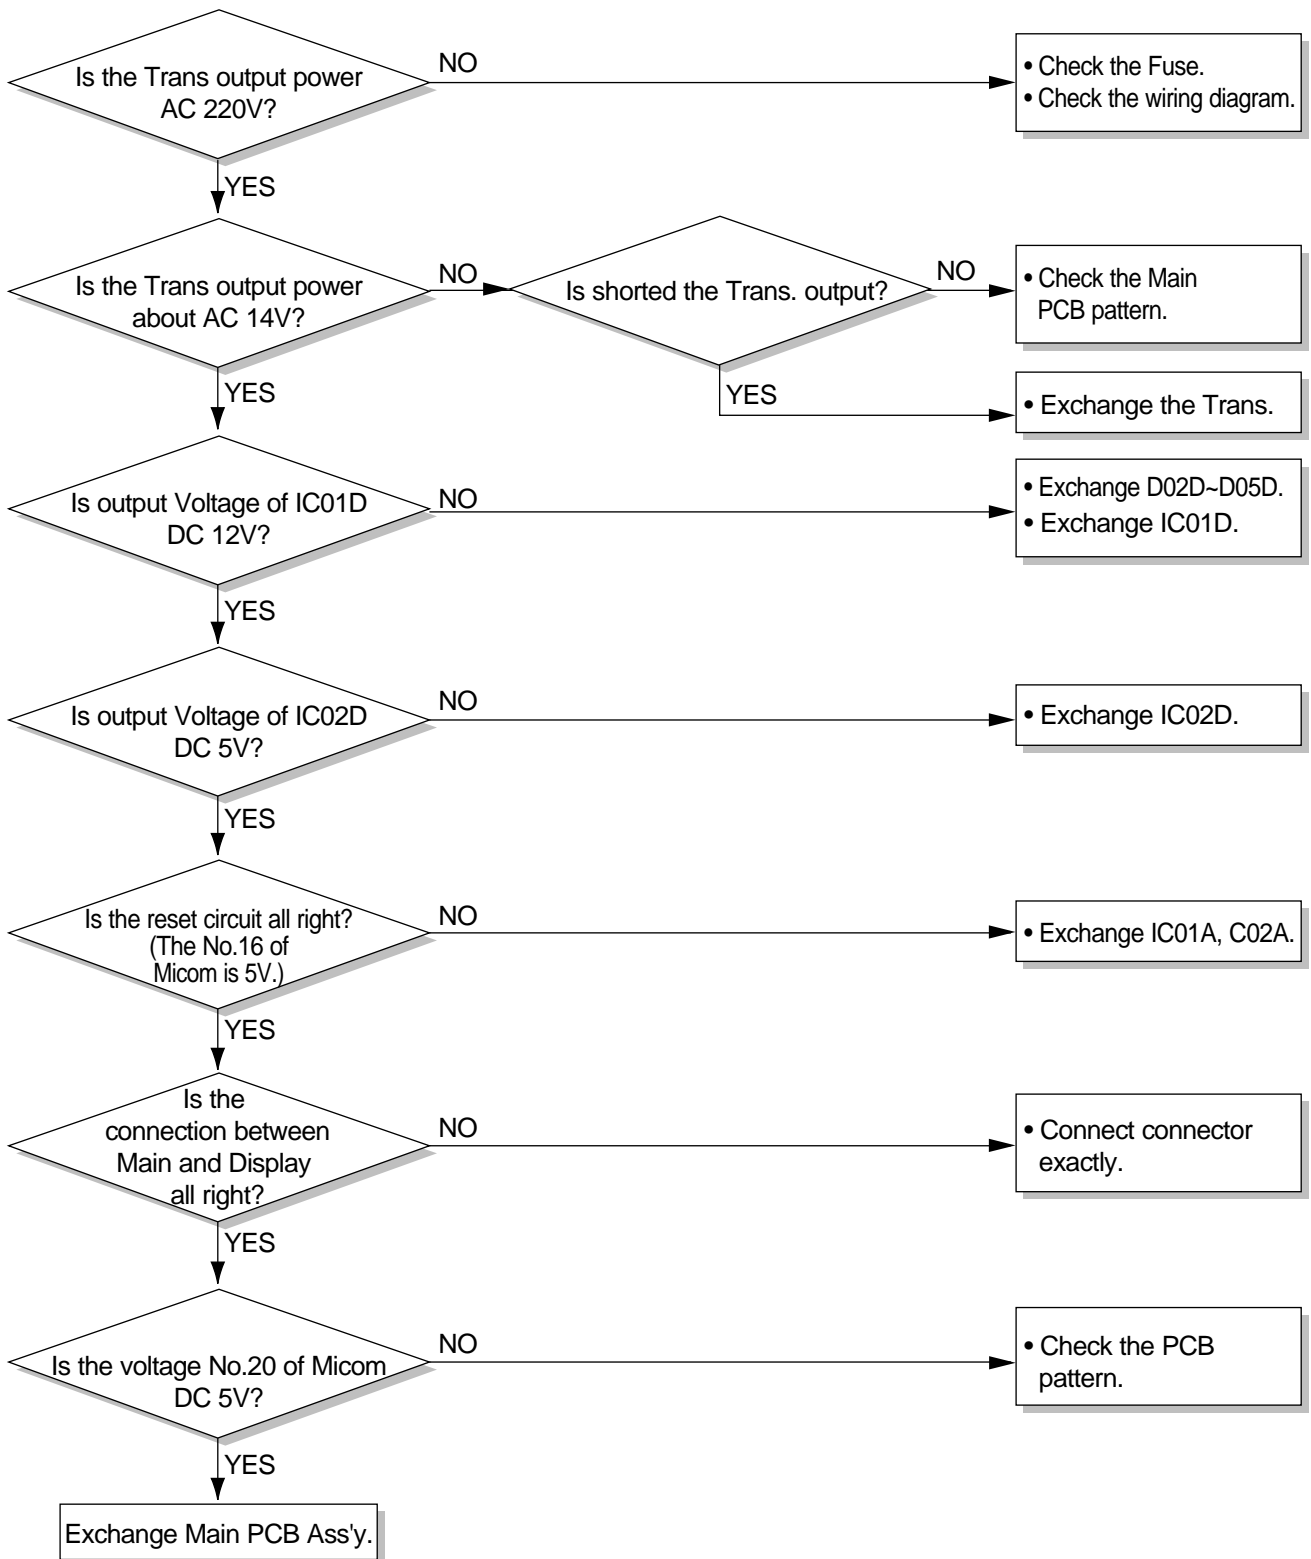 Is the Trans output power
AC 220V?
NO
• Check the Fuse.
• Check the wiring diagram.
YES
Is the Trans output power
about AC 14V?
NO
Is shorted the Trans. output?
NO
• Check the Main
PCB pattern.
YES
• Exchange the Trans.
YES
Is output Voltage of IC01D
DC 12V?
NO
• Exchange D02D~D05D.
• Exchange IC01D.
YES
Is output Voltage of IC02D
DC 5V?
NO
• Exchange IC02D.
YES
Is the reset circuit all right?
(The No.16 of
Micom is 5V.)
NO
• Exchange IC01A, C02A.
YES
Is the
connection between
Main and Display
all right?
NO
• Connect connector
exactly.
YES
Is the voltage No.20 of Micom
DC 5V?
NO
• Check the PCB
pattern.
YES
Exchange Main PCB Ass'y.